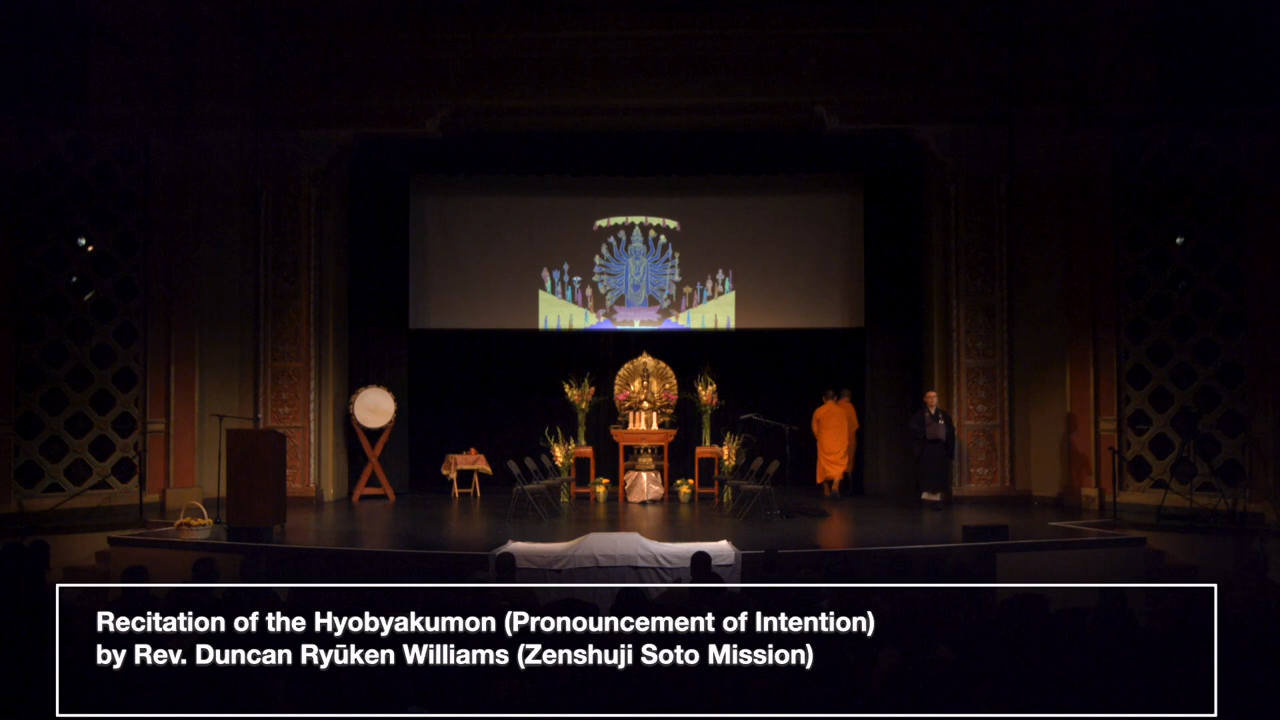 Recitation of the Hyobyakumon (Pronouncement of Intention)
by Rev. Duncan Ryūken Williams (Zenshuji Soto Mission)